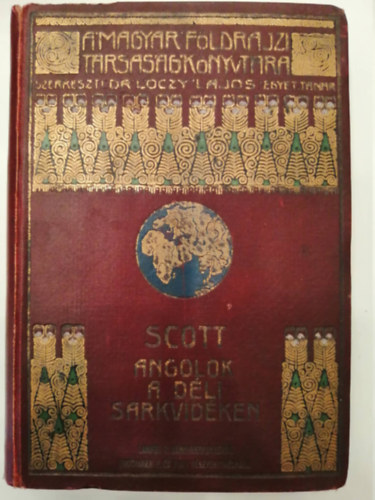 A MAGYAR FÖLDRAJZI
TÁRSASÁG KÖNYVTÁRA
SZERKESZTI DR LÓCZY LAJOS EGYET. TANÁR
SCOTT
ANGOLOK
A DÉLI
SARKVIDÉKEN